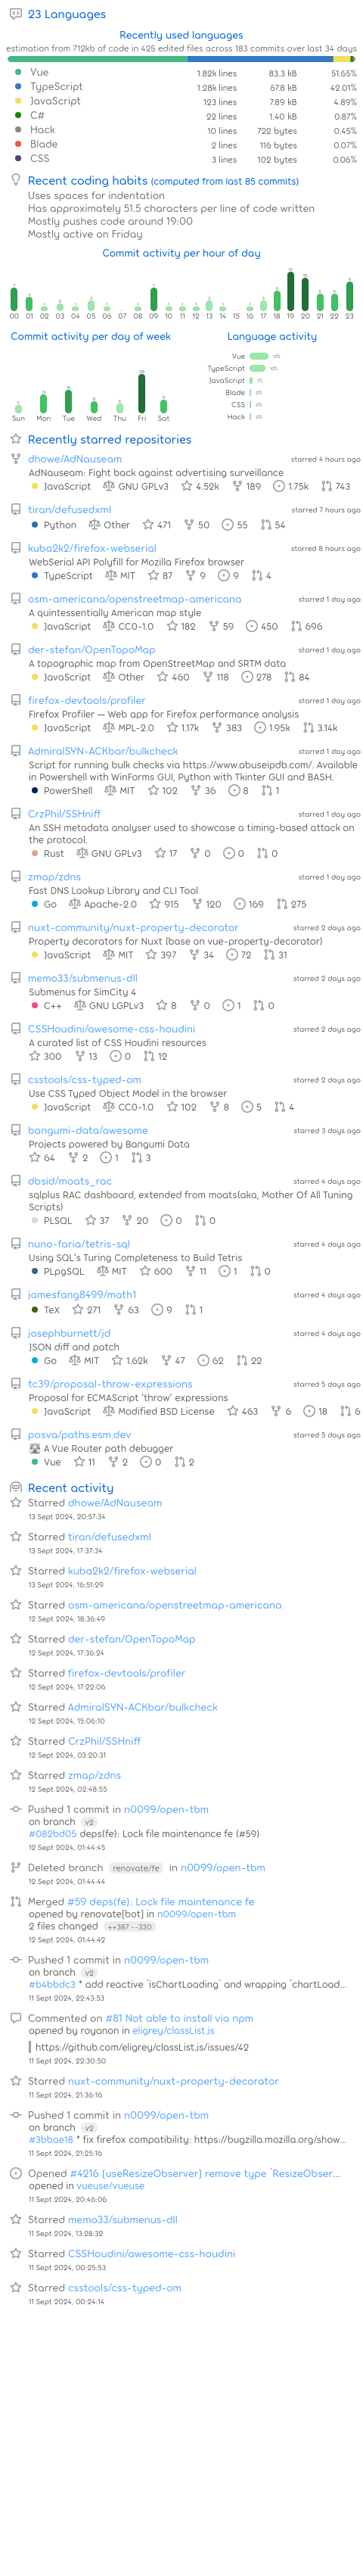 23 Languages
Recently used languages
estimation from 712kb of code in 425 edited files across 183 commits over last 34 days
Vue 1.82k lines 83.3 kB 51.65%
TypeScript 1.28k lines 67.8 kB 42.01%
JavaScript 123 lines 7.89 kB 4.89%
C# 22 lines 1.40 kB 0.87%
Hack 10 lines 722 bytes 0.45%
Blade 2 lines 116 bytes 0.07%
CSS 3 lines 102 bytes 0.06%
Recent coding habits (computed from last 85 commits)
Uses spaces for indentation
Has approximately 51.5 characters per line of code written
Mostly pushes code around 19:00
Mostly active on Friday
Commit activity per hour of day
00 01 02 03 04 05 06 07 08 09 10 11 12 13 14 15 16 17 18 19 20 21 22 23
Commit activity per day of week
Sun Mon Tue Wed Thu Fri Sat
Language activity
Vue
TypeScript
JavaScript
Blade
CSS
Hack
Recently starred repositories
dhowe/AdNauseam starred 4 hours ago
AdNauseam: Fight back against advertising surveillance
JavaScript GNU GPLv3 4.52k 189 1.75k 743
tiran/defusedxml starred 7 hours ago
Python Other 471 50 55 54
kuba2k2/firefox-webserial starred 8 hours ago
WebSerial API Polyfill for Mozilla Firefox browser
TypeScript MIT 87 9 9 4
osm-americana/openstreetmap-americana starred 1 day ago
A quintessentially American map style
JavaScript CC0-1.0 182 59 450 696
der-stefan/OpenTopoMap starred 1 day ago
A topographic map from OpenStreetMap and SRTM data
JavaScript Other 460 118 278 84
firefox-devtools/profiler starred 1 day ago
Firefox Profiler — Web app for Firefox performance analysis
JavaScript MPL-2.0 1.17k 383 1.95k 3.14k
AdmiralSYN-ACKbar/bulkcheck starred 1 day ago
Script for running bulk checks via https://www.abuseipdb.com/. Available
in Powershell with WinForms GUI, Python with Tkinter GUI and BASH.
PowerShell MIT 102 36 8 1
CrzPhil/SSHniff starred 1 day ago
An SSH metadata analyser used to showcase a timing-based attack on
the protocol.
Rust GNU GPLv3 17 0 0 0
zmap/zdns starred 1 day ago
Fast DNS Lookup Library and CLI Tool
Go Apache-2.0 915 120 169 275
nuxt-community/nuxt-property-decorator starred 2 days ago
Property decorators for Nuxt (base on vue-property-decorator)
JavaScript MIT 397 34 72 31
memo33/submenus-dll starred 2 days ago
Submenus for SimCity 4
C++ GNU LGPLv3 8 0 1 0
CSSHoudini/awesome-css-houdini starred 2 days ago
A curated list of CSS Houdini resources
300 13 0 12
csstools/css-typed-om starred 2 days ago
Use CSS Typed Object Model in the browser
JavaScript CC0-1.0 102 8 5 4
bangumi-data/awesome starred 3 days ago
Projects powered by Bangumi Data
64 2 1 3
dbsid/moats_rac starred 4 days ago
sqlplus RAC dashboard, extended from moats(aka, Mother Of All Tuning
Scripts)
PLSQL 37 20 0 0
nuno-faria/tetris-sql starred 4 days ago
Using SQL's Turing Completeness to Build Tetris
PLpgSQL MIT 600 11 1 0
jamesfang8499/math1 starred 4 days ago
TeX 271 63 9 1
josephburnett/jd starred 4 days ago
JSON diff and patch
Go MIT 1.62k 47 62 22
tc39/proposal-throw-expressions starred 5 days ago
Proposal for ECMAScript 'throw' expressions
JavaScript Modified BSD License 463 6 18 6
posva/paths.esm.dev starred 5 days ago
A Vue Router path debugger
Vue 11 2 0 2
Recent activity
Starred dhowe/AdNauseam
13 Sept 2024, 20:57:34
Starred tiran/defusedxml
13 Sept 2024, 17:37:34
Starred kuba2k2/firefox-webserial
13 Sept 2024, 16:51:29
Starred osm-americana/openstreetmap-americana
12 Sept 2024, 18:36:49
Starred der-stefan/OpenTopoMap
12 Sept 2024, 17:36:24
Starred firefox-devtools/profiler
12 Sept 2024, 17:22:06
Starred AdmiralSYN-ACKbar/bulkcheck
12 Sept 2024, 15:06:10
Starred CrzPhil/SSHniff
12 Sept 2024, 03:20:31
Starred zmap/zdns
12 Sept 2024, 02:48:55
Pushed 1 commit in n0099/open-tbm
on branch v2
#082bd05 deps(fe): Lock file maintenance fe (#59)
12 Sept 2024, 01:44:45
Deleted branch renovate/fe in n0099/open-tbm
12 Sept 2024, 01:44:44
Merged #59 deps(fe): Lock file maintenance fe
opened by renovate[bot] in n0099/open-tbm
2 files changed ++387 --330
12 Sept 2024, 01:44:42
Pushed 1 commit in n0099/open-tbm
on branch v2
#b4bbdc3 * add reactive `isChartLoading` and wrapping `chartLoad...
11 Sept 2024, 22:43:53
Commented on #81 Not able to install via npm
opened by royanon in eligrey/classList.js
https://github.com/eligrey/classList.js/issues/42
11 Sept 2024, 22:30:50
Starred nuxt-community/nuxt-property-decorator
11 Sept 2024, 21:36:16
Pushed 1 commit in n0099/open-tbm
on branch v2
#3bbae18 * fix firefox compatibility: https://bugzilla.mozilla.org/show...
11 Sept 2024, 21:25:16
Opened #4216 [useResizeObserver] remove type `ResizeObser...
opened in vueuse/vueuse
11 Sept 2024, 20:46:06
Starred memo33/submenus-dll
11 Sept 2024, 13:28:32
Starred CSSHoudini/awesome-css-houdini
11 Sept 2024, 00:25:53
Starred csstools/css-typed-om
11 Sept 2024, 00:24:14